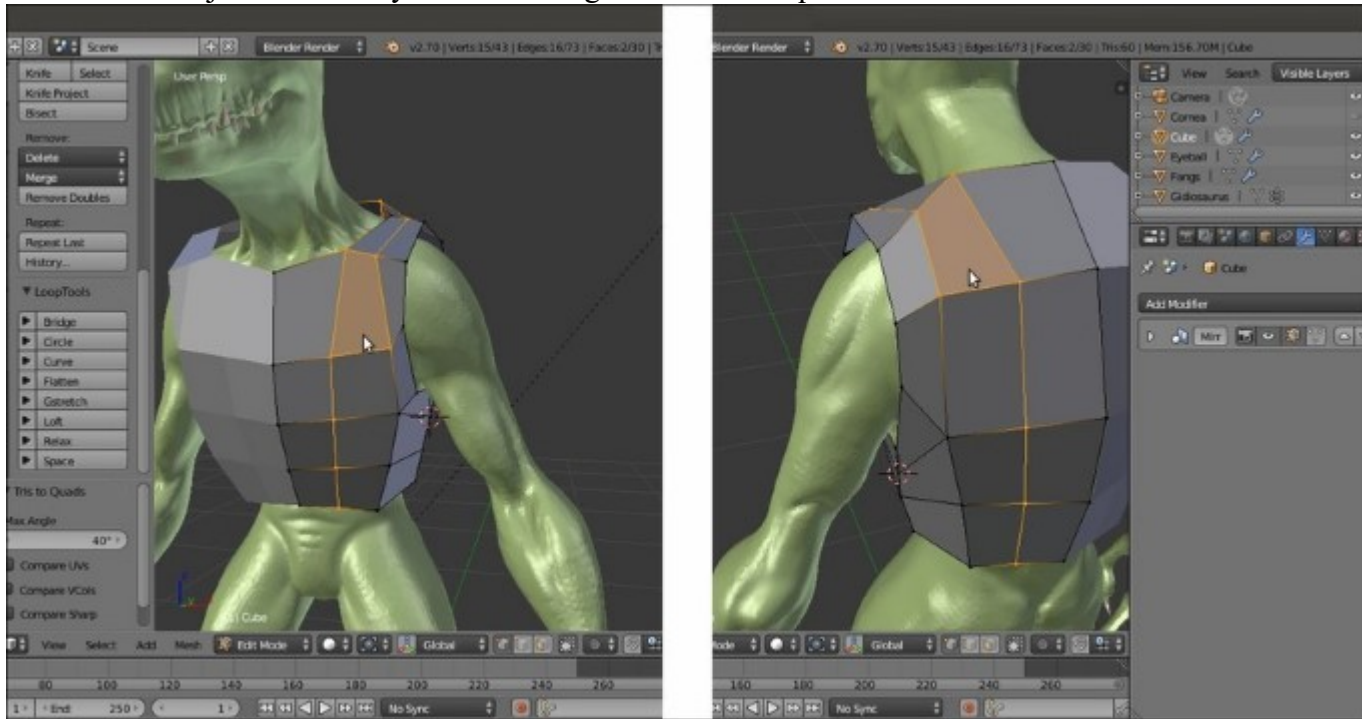 Scene
Blender Render
v2.70 | Verts:15/43 | Edges:16/73 | Faces:2/30 |
Knife Select
Knife Project
Bisect
Remove:
Delete
Merge
Remove Doubles
Repeat:
Repeat Last
History...
LoopTools
Bridge
Circle
Curve
Flatten
Gstretch
Loft
Relax
Space
Tris to Quads
Max Angle
40°
Compare UVs
Compare VCols
Compare Sharp
User Persp
Cube
View Select Add Mesh Edit Mode Global
80 100 120 140 160 180 200 220 240 260
1 End: 250 1 No Sync
Blender Render
v2.70 | Verts:15/43 | Edges:16/73 | Faces:2/30 | Tris:60 | Mem:156.70M | Cube
View Search Visible Layers
Camera
Cornea
Cube
Eyeball
Fangs
Gidiosaurus
Cube
Add Modifier
Mirr
Mode Global
160 180 200 220 240 260
No Sync